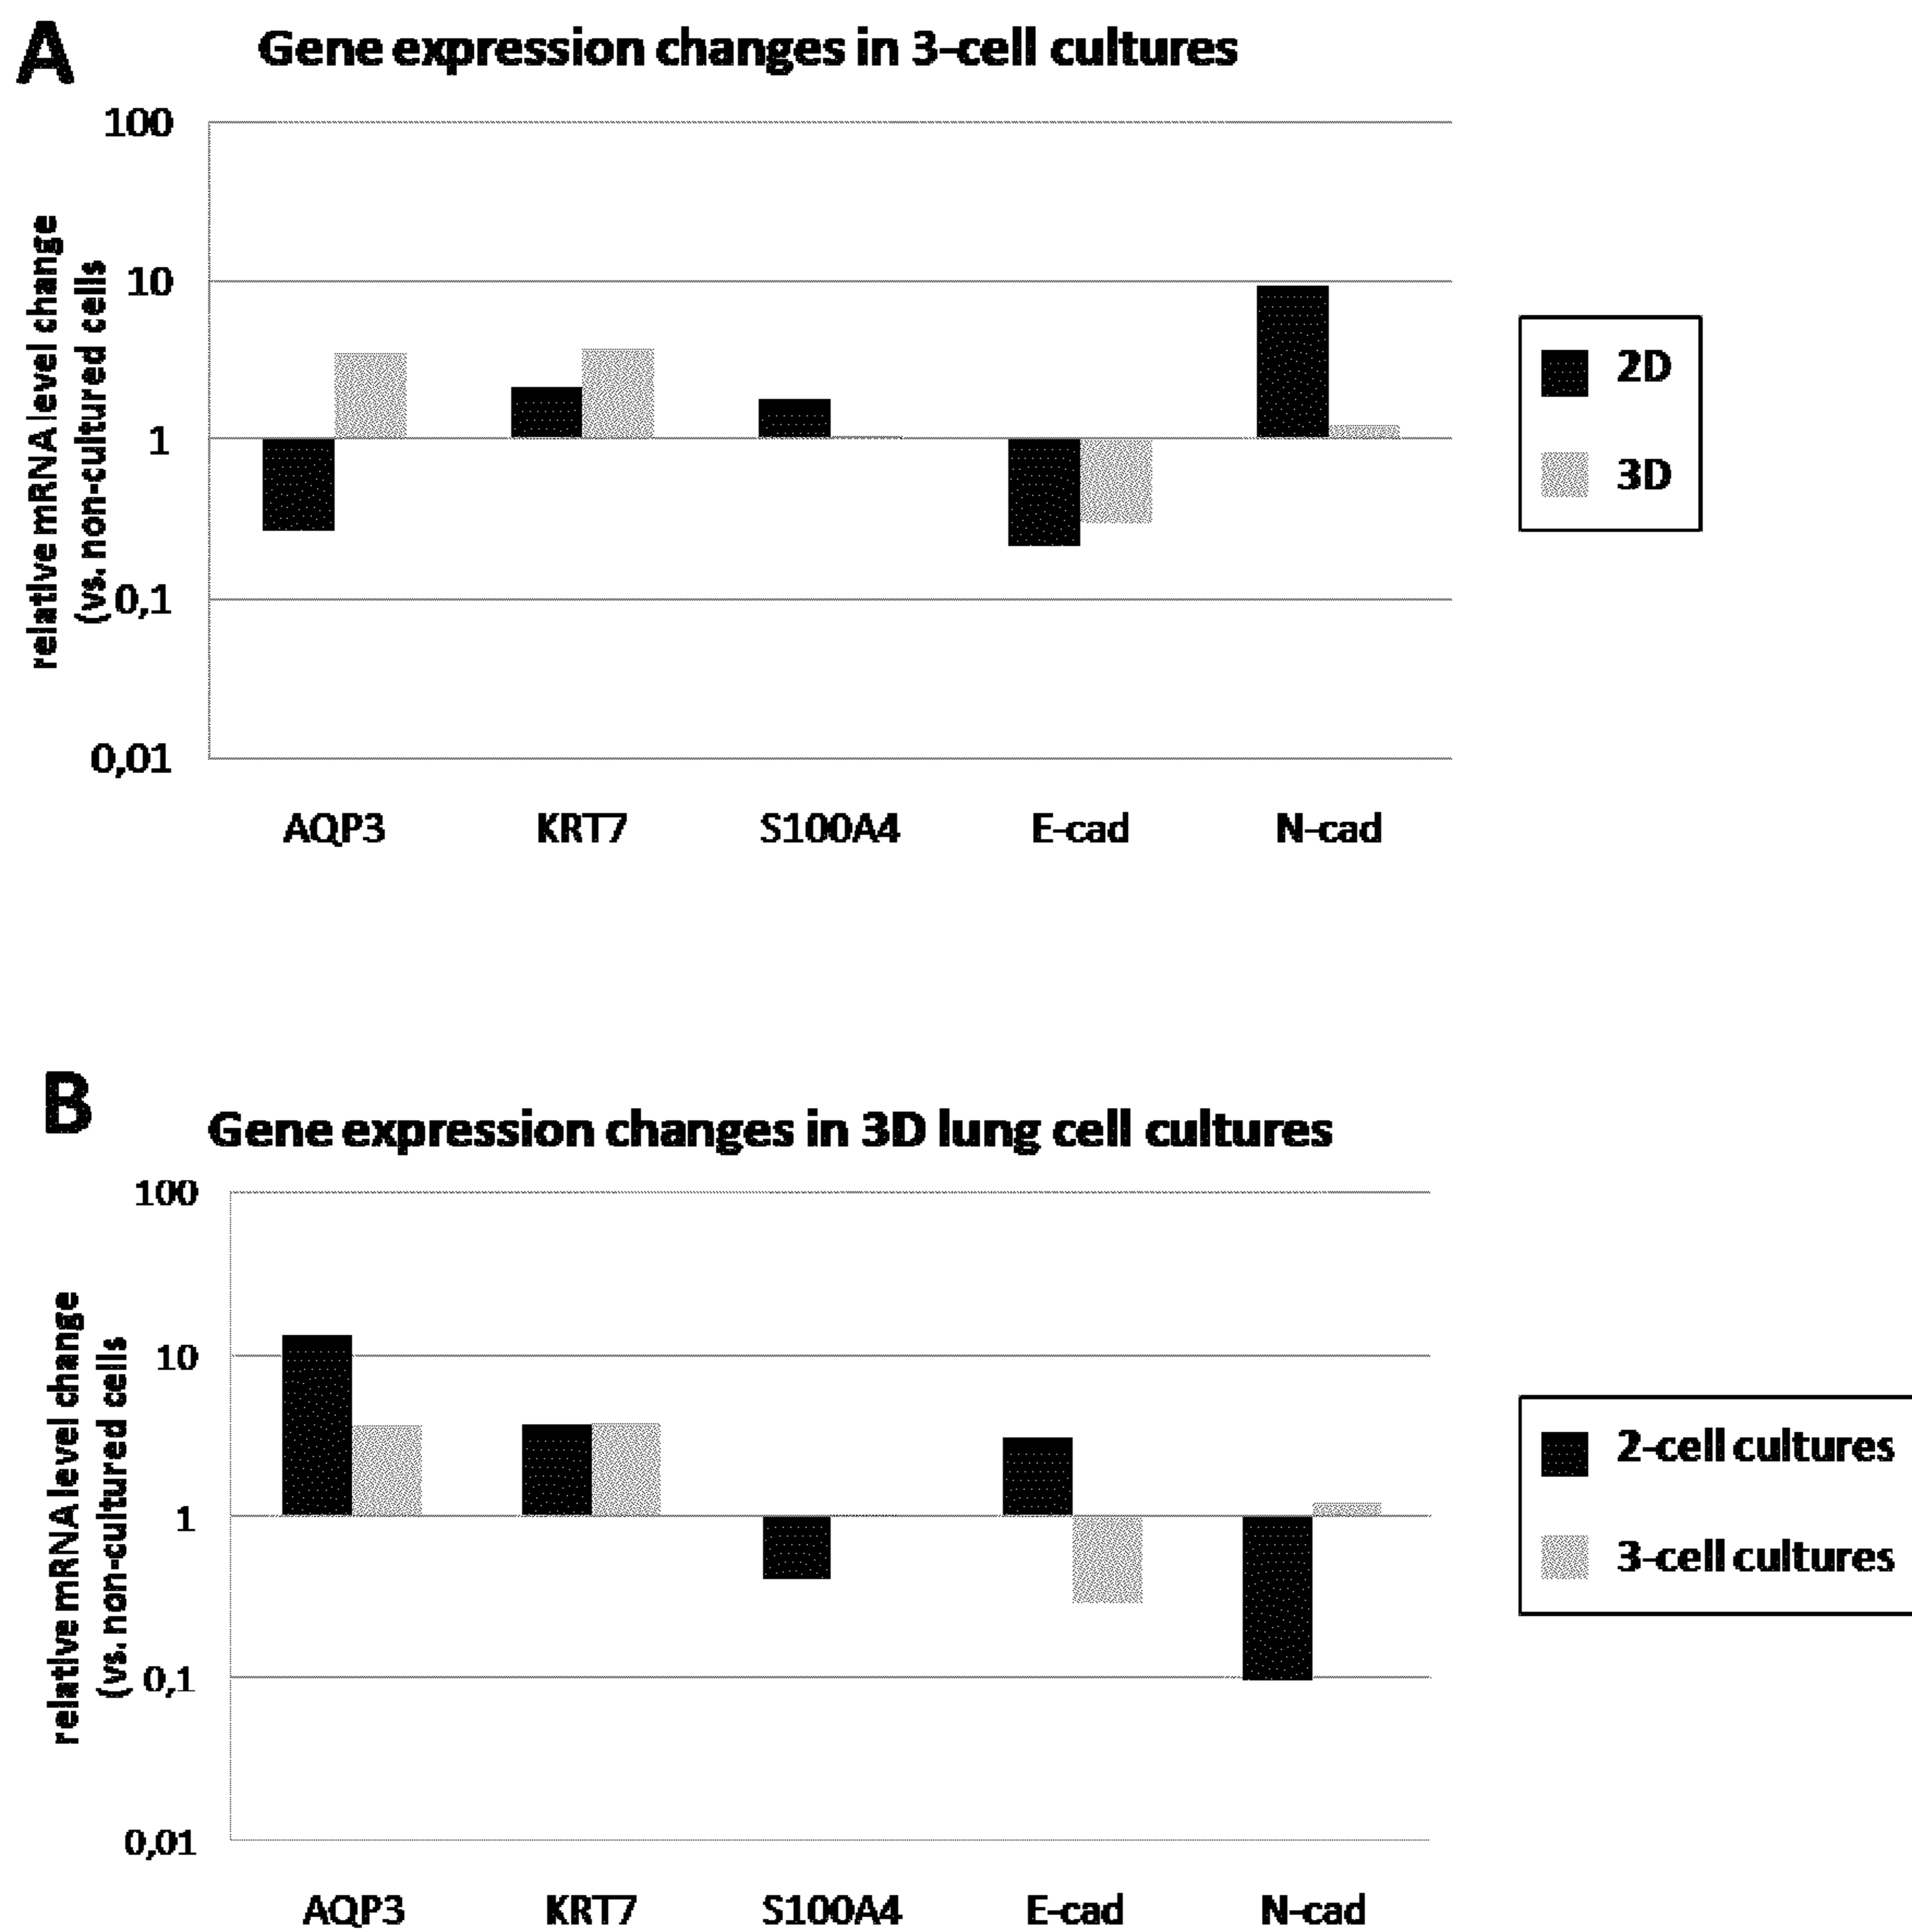 A
Gene expression changes in 3-cell cultures
100
10
1
0,1
0,01
relative mRNA level change
(vs. non-cultured cells
AQP3 KRT7 S100A4 E-cad N-cad
2D
3D
B
Gene expression changes in 3D lung cell cultures
100
10
1
0,1
0,01
relative mRNA level change
(vs. non-cultured cells
AQP3 KRT7 S100A4 E-cad N-cad
2-cell cultures
3-cell cultures